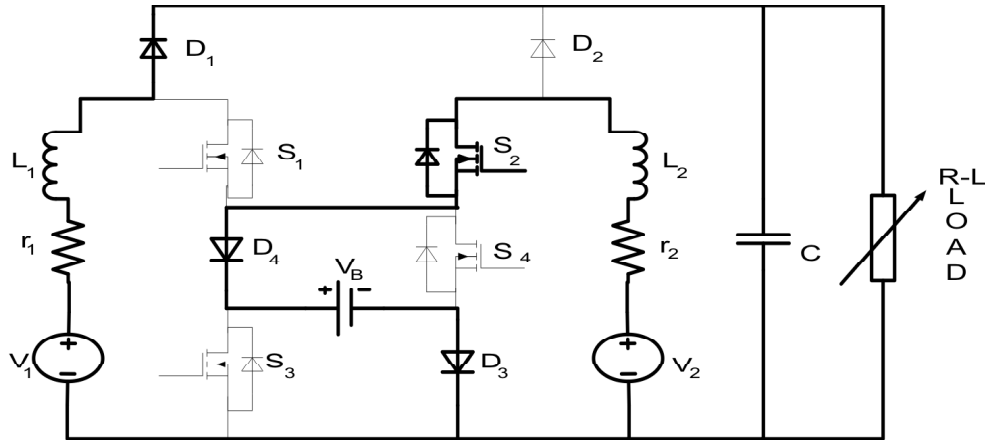 D1
D2
L1
S1
S2
L2
R-L
LOAD
r1
D4
S4
r2
C
VB
+ -
V1
+
-
S3
D3
V2
+
-